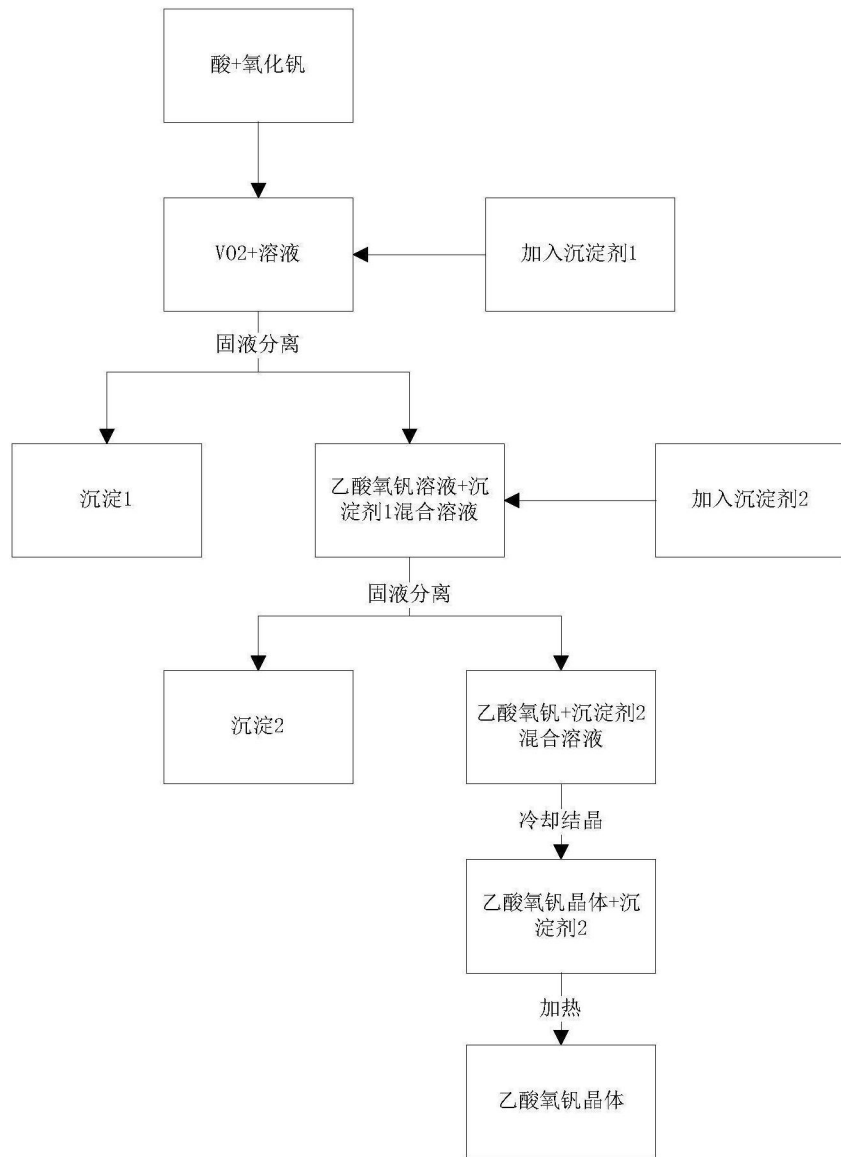 酸+氧化钒
VO2+溶液
加入沉淀剂1
固液分离
沉淀1
乙酸氧钒溶液+沉
淀剂1混合溶液
加入沉淀剂2
固液分离
沉淀2
乙酸氧钒+沉淀剂2
混合溶液
冷却结晶
乙酸氧钒晶体+沉
淀剂2
加热
乙酸氧钒晶体